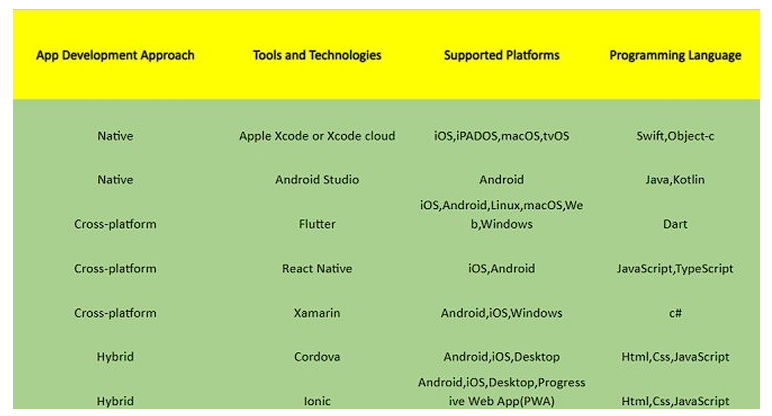 App Development Approach Tools and Technologies Supported Platforms Programming Language
Native Apple Xcode or Xcode cloud iOS,iPADOS,macOS,tvOS Swift,Object-c
Native Android Studio Android Java,Kotlin
iOS,Android,Linux,macOS,We
Cross-platform Flutter b,Windows Dart
Cross-platform React Native iOS,Android JavaScript,TypeScript
Cross-platform Xamarin Android,iOS,Windows c#
Hybrid Cordova Android,iOS,Desktop Html,Css,JavaScript
Android,iOS,Desktop,Progress
Hybrid Ionic ive Web App(PWA) Html,Css,JavaScript